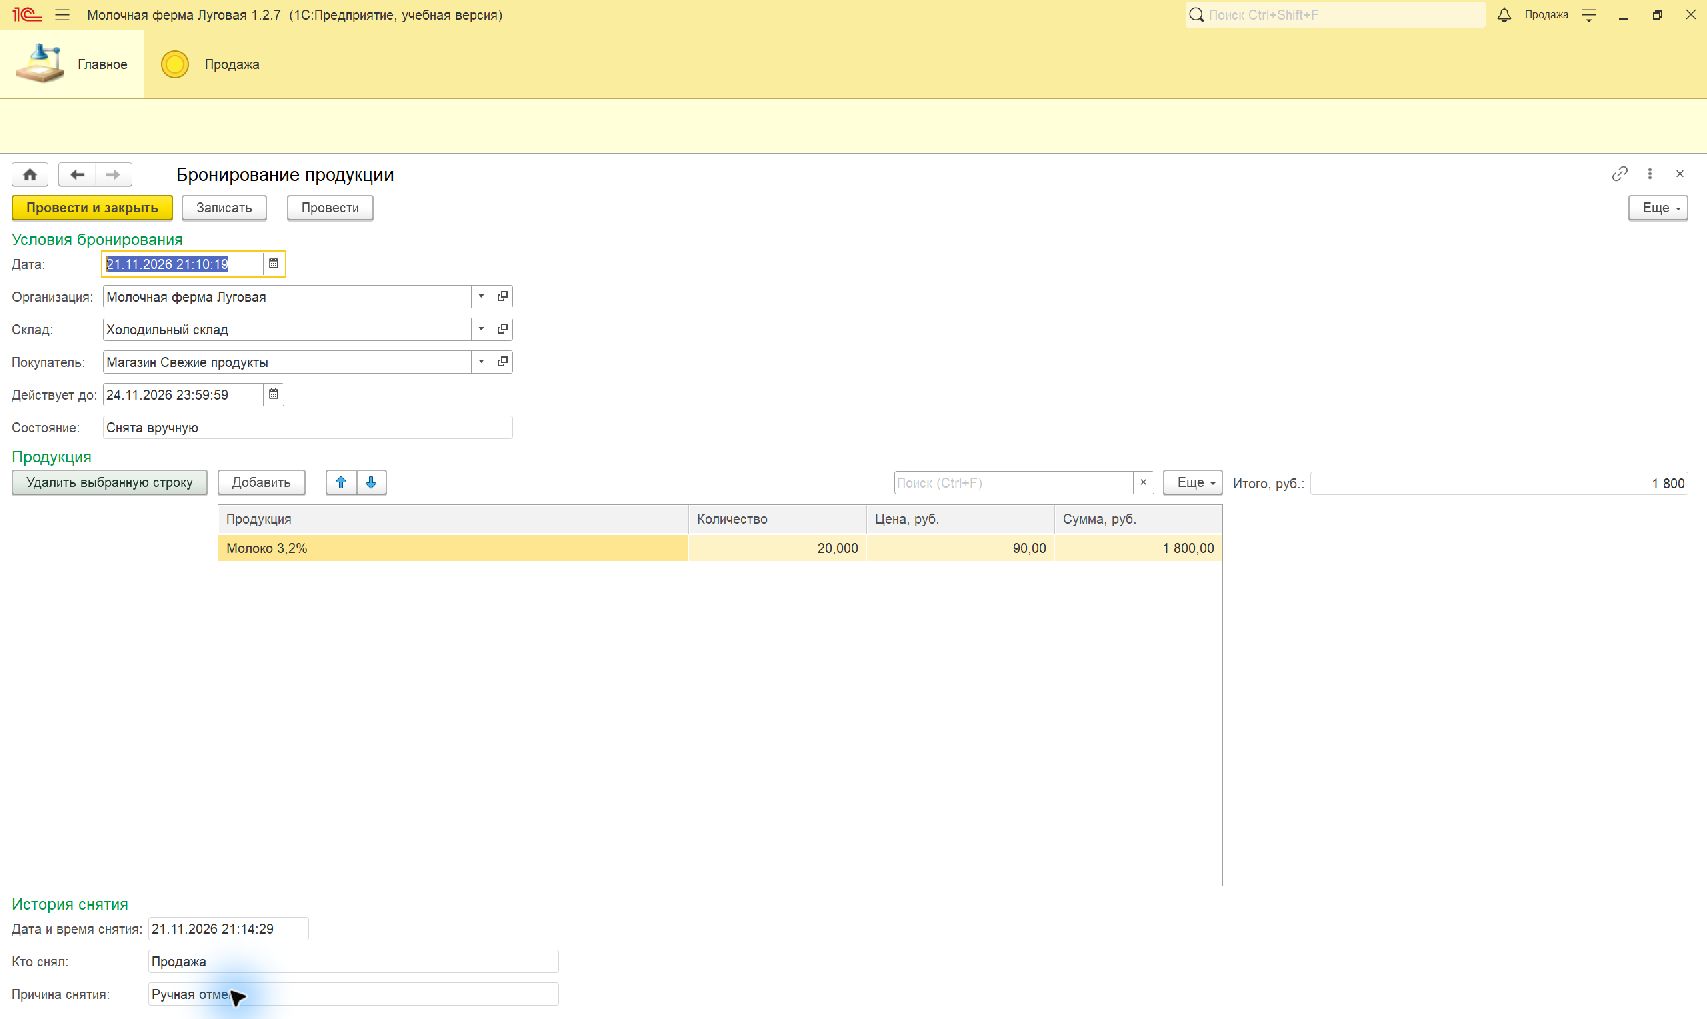 1С Молочная ферма Луговая 1.2.7 (1С:Предприятие, учебная версия) Поиск Ctrl+Shift+F Продажа
Главное Продажа
Бронирование продукции
Провести и закрыть Записать Провести Еще
Условия бронирования
Дата: 21.11.2026 21:10:19
Организация: Молочная ферма Луговая
Склад: Холодильный склад
Покупатель: Магазин Свежие продукты
Действует до: 24.11.2026 23:59:59
Состояние: Снята вручную
Продукция
Удалить выбранную строку Добавить Поиск (Ctrl+F) × Еще Итого, руб.: 1 800
Продукция Количество Цена, руб. Сумма, руб.
Молоко 3,2% 20,000 90,00 1 800,00
История снятия
Дата и время снятия: 21.11.2026 21:14:29
Кто снял: Продажа
Причина снятия: Ручная